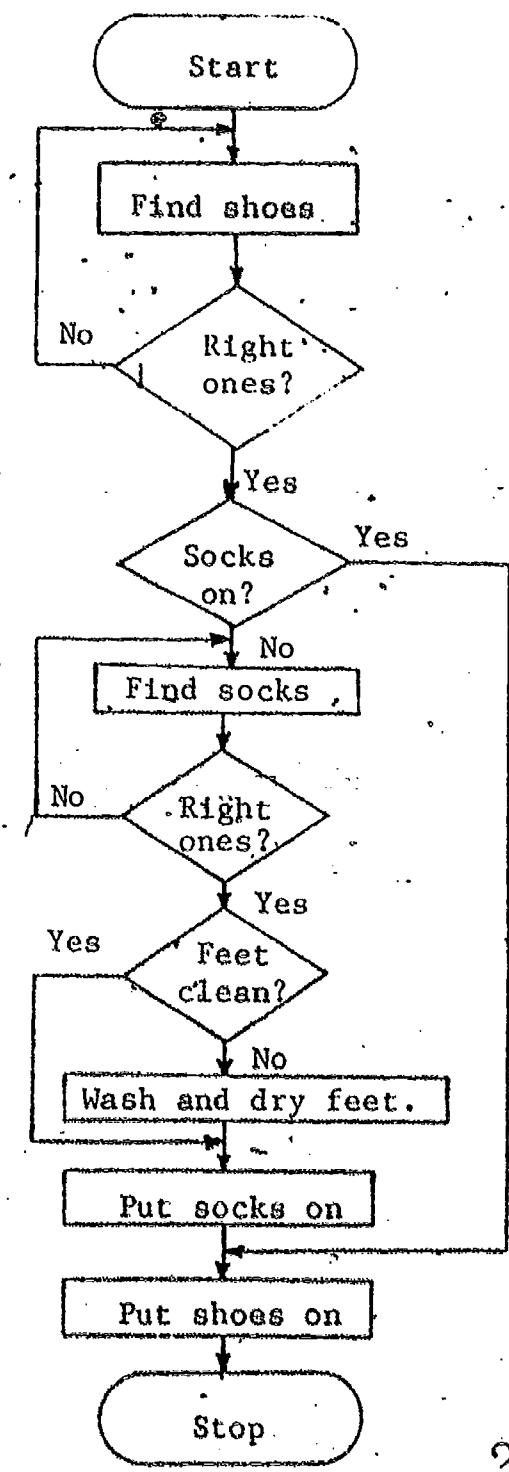 Start
Find shoes
No
Right
ones?
Yes
Socks
on?
Yes
No
Find socks
No
Right
ones?
Yes
Yes
Feet
clean?
No
Wash and dry feet.
Put socks on
Put shoes on
Stop